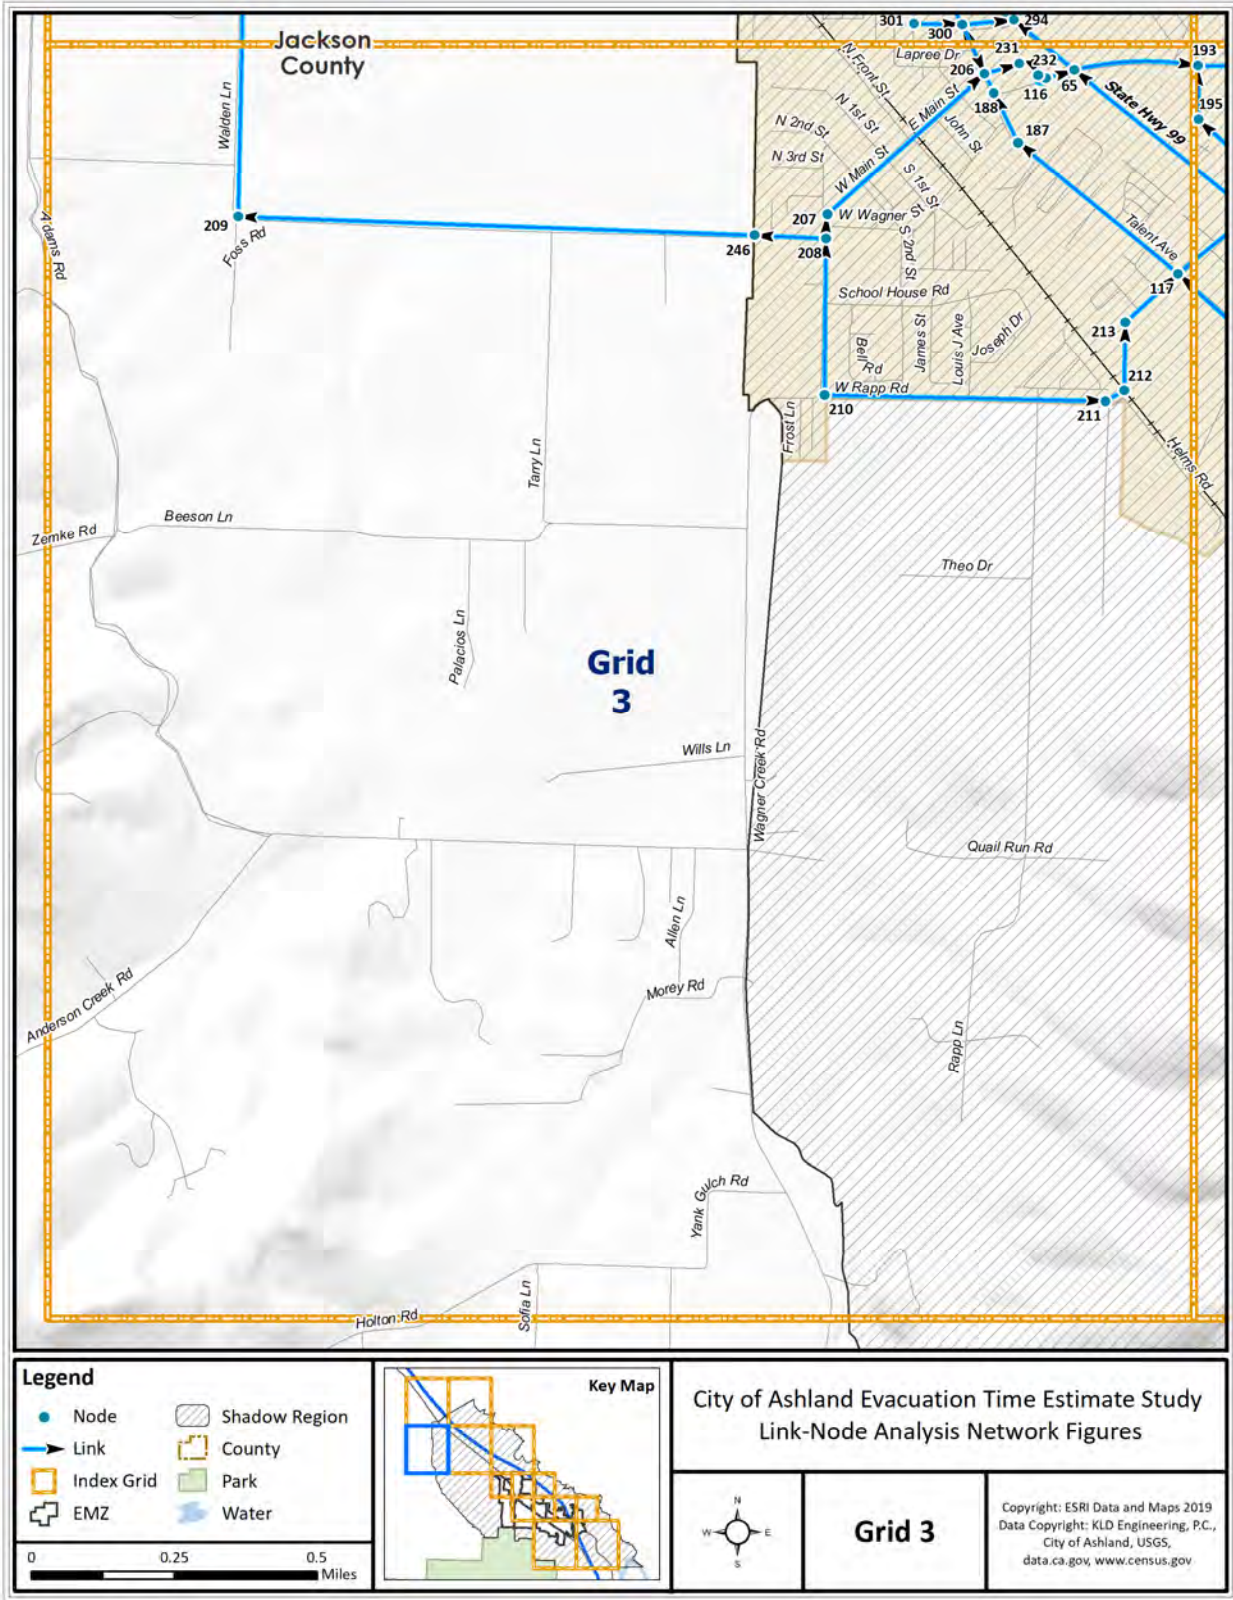 301
300
294
Jackson
County
N Front St
Lapree Dr
231
232
193
206
116
65
State Hwy 99
Walden Ln
N 1st St
E Main St
188
195
N 2nd St
John St
187
N 3rd St
W Main St
S 1st St
Adams Rd
209
Foss Rd
207
W Wagner St
Talent Ave
246
208
S 2nd St
117
School House Rd
213
Bell
Rd
James St
Louis J Ave
Joseph Dr
W Rapp Rd
212
210
211
Frost Ln
Helms Rd
Tarry Ln
Beeson Ln
Zemke Rd
Theo Dr
Palacios Ln
Grid
3
Wills Ln
Wagner Creek Rd
Quail Run Rd
Allen Ln
Morey Rd
Anderson Creek Rd
Rapp Ln
Yank Gulch Rd
Sofia Ln
Holton Rd
Legend
Node
Shadow Region
Link
County
Index Grid
Park
EMZ
Water
0
0.25
0.5
Miles
Key Map
City of Ashland Evacuation Time Estimate Study
Link-Node Analysis Network Figures
N
W
E
S
Grid 3
Copyright: ESRI Data and Maps 2019
Data Copyright: KLD Engineering, P.C.,
City of Ashland, USGS,
data.ca.gov, www.census.gov